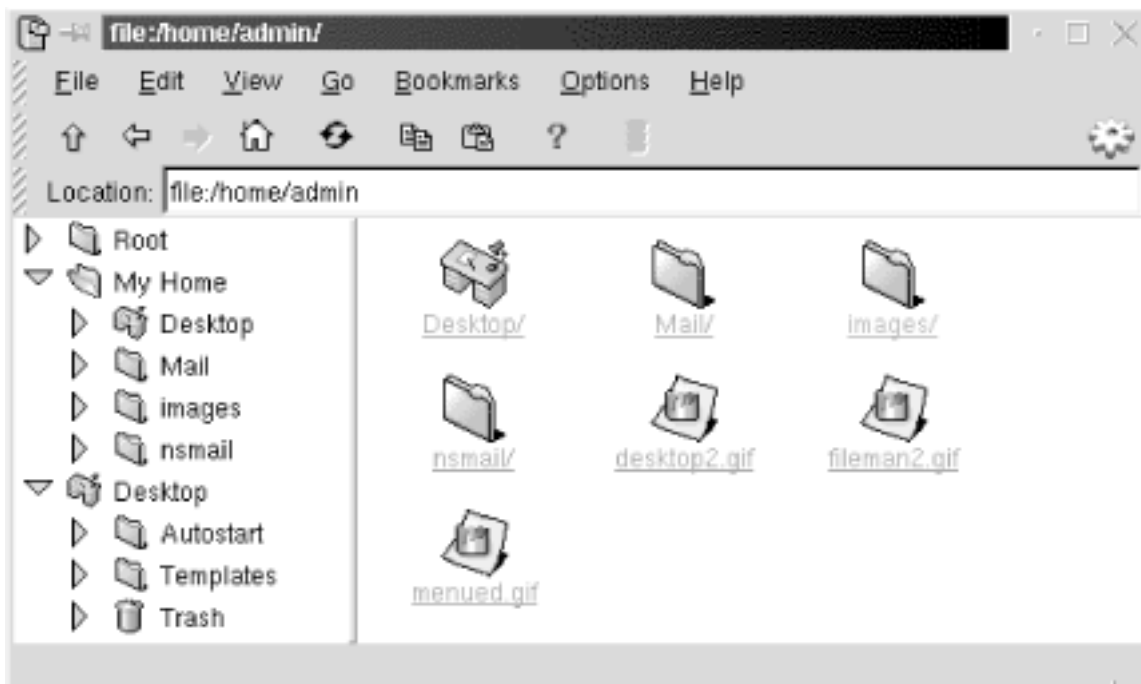 file:/home/admin/
File Edit View Go Bookmarks Options Help
?
Location: file:/home/admin
Root
My Home
Desktop
Mail
images
nsmail
Desktop
Autostart
Templates
Trash
Desktop/ Mail/ images/
nsmail/ desktop2.gif fileman2.gif
menued.gif